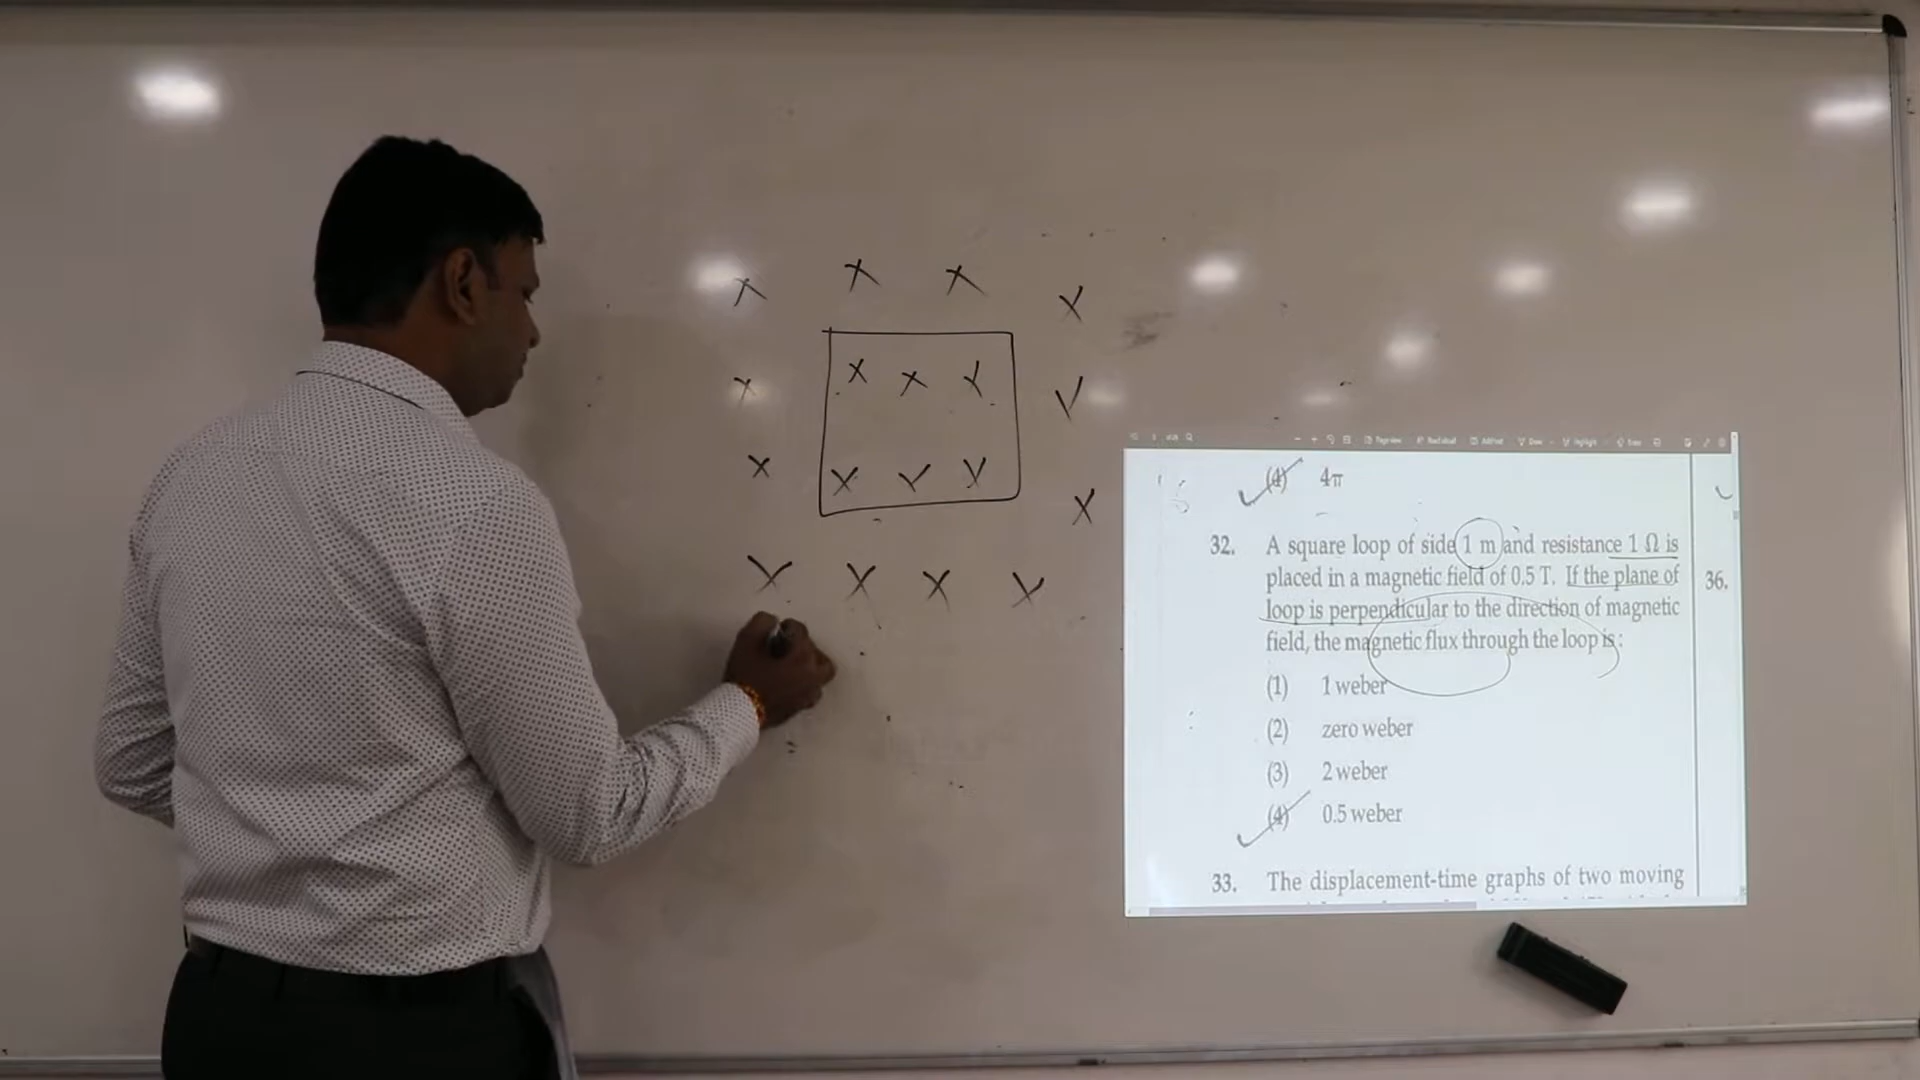 (4) 4π
32. A square loop of side 1 m and resistance 1 Ω is
placed in a magnetic field of 0.5 T. If the plane of
loop is perpendicular to the direction of magnetic
field, the magnetic flux through the loop is :
(1) 1 weber
(2) zero weber
(3) 2 weber
(4) 0.5 weber
33. The displacement-time graphs of two moving
36.
x x x x
x x x x x
x x x x x
x x x x